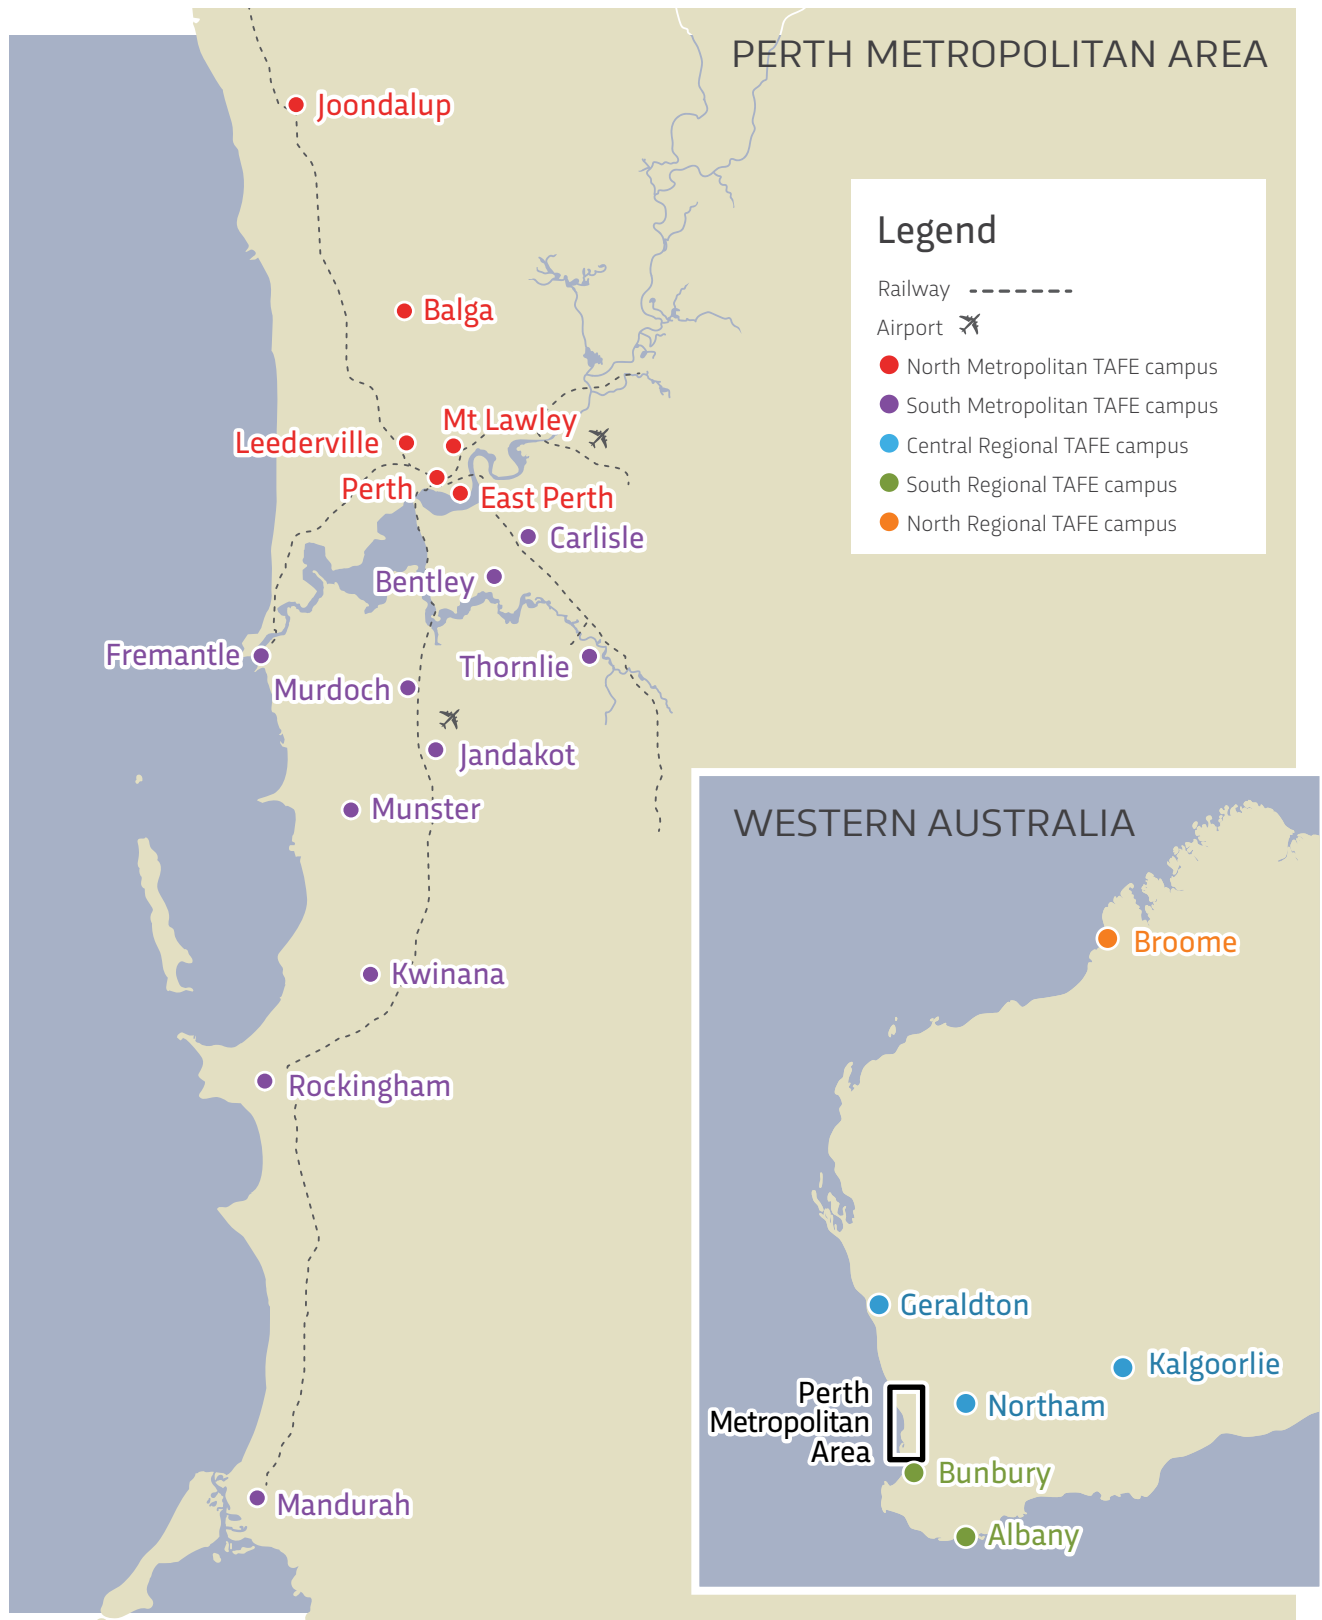 PERTH METROPOLITAN AREA
Joondalup
Legend
Railway
Airport
North Metropolitan TAFE campus
South Metropolitan TAFE campus
Central Regional TAFE campus
South Regional TAFE campus
North Regional TAFE campus
Balga
Mt Lawley
Leederville
Perth
East Perth
Carlisle
Bentley
Fremantle
Thornlie
Murdoch
Jandakot
Munster
Kwinana
Rockingham
Mandurah
WESTERN AUSTRALIA
Broome
Geraldton
Kalgoorlie
Perth
Metropolitan
Area
Northam
Bunbury
Albany